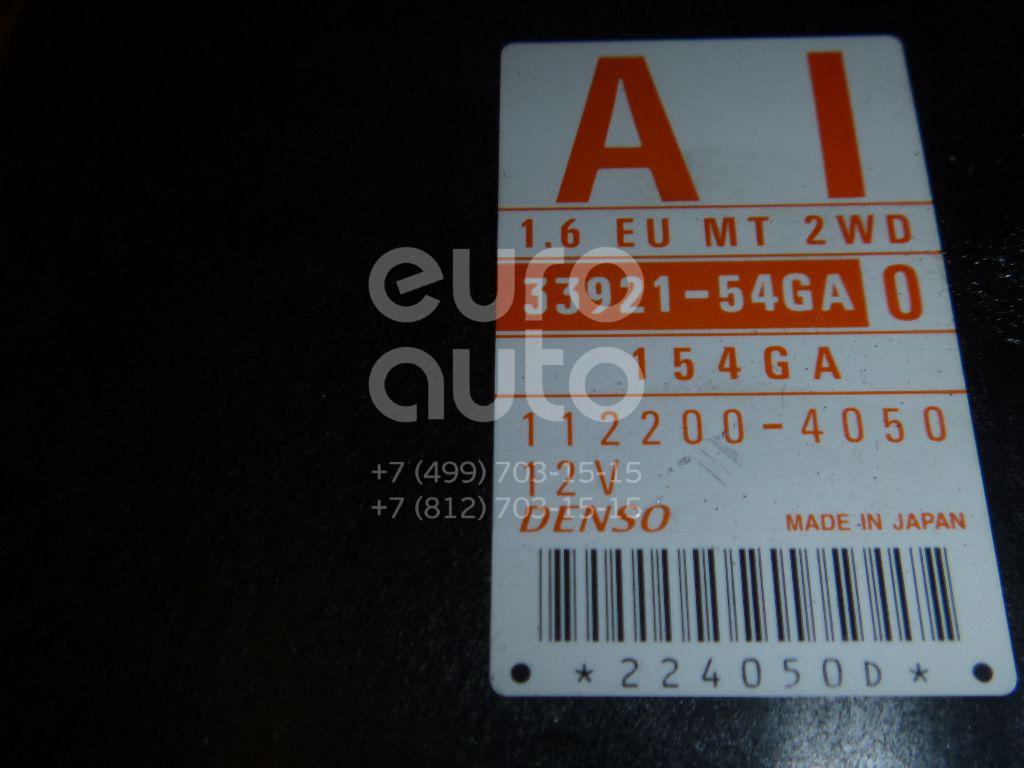 A I
1.6 EU MT 2WD
33921-54GA 0
154GA
112200-4050
12V
DENSO
MADE IN JAPAN
*224050D*
euro
auto
+7 (499) 703-15-15
+7 (812) 703-15-15